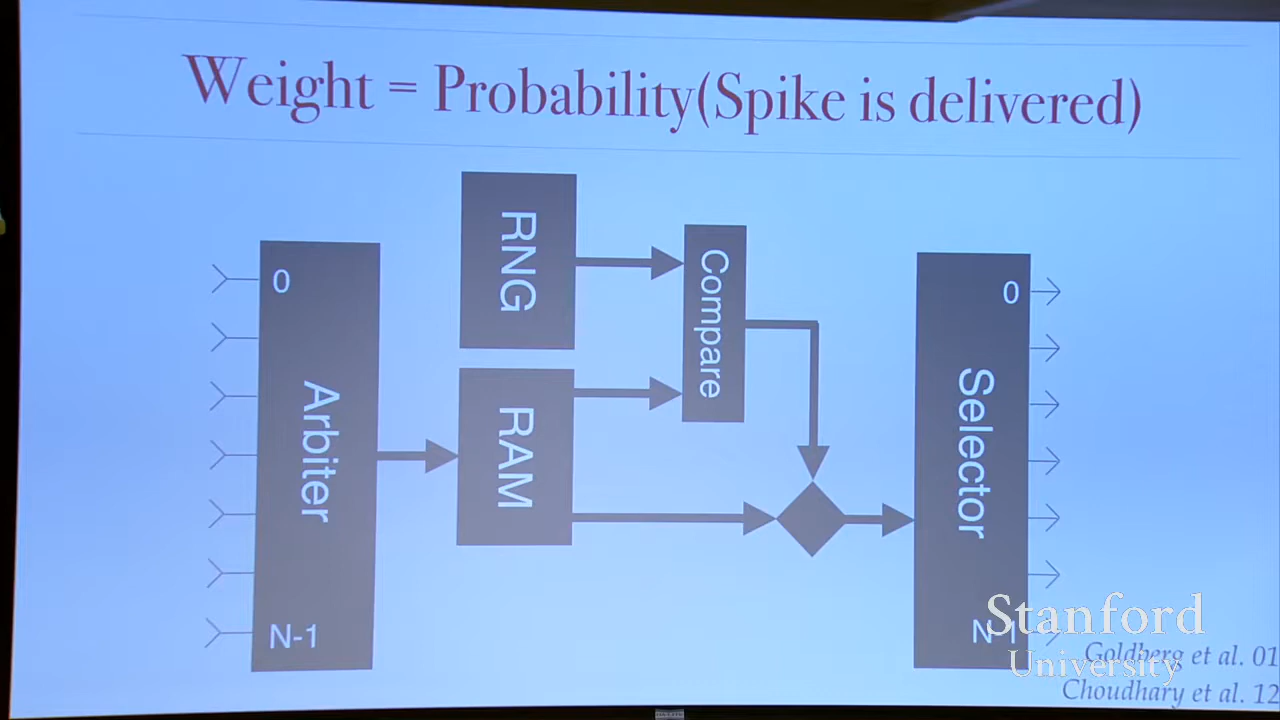 Weight = Probability(Spike is delivered)
RNG
Compare
0
0
Arbiter
RAM
Selector
N-1
N-1
Stanford
University
Goldberg et al. 01
Choudhary et al. 12